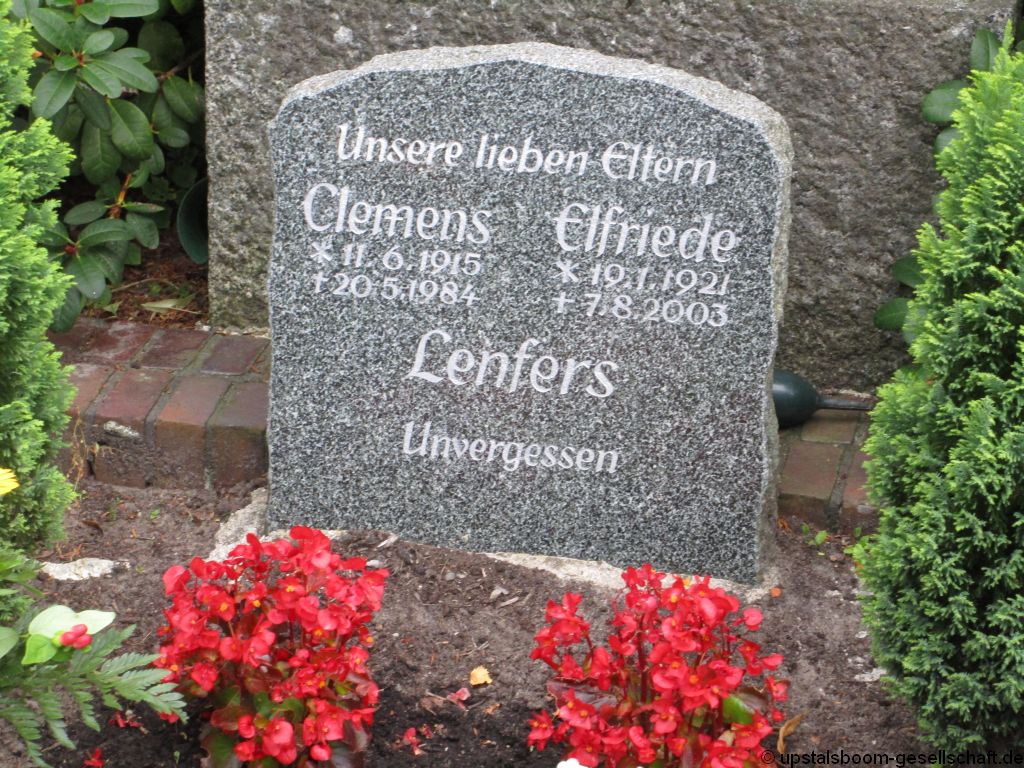 Unsere lieben Eltern
Clemens Elfriede
* 11.6.1915 * 19.1.1921
† 20.5.1984 † 7.8.2003
Lenfers
Unvergessen
© upstalsboom-gesellschaft.de